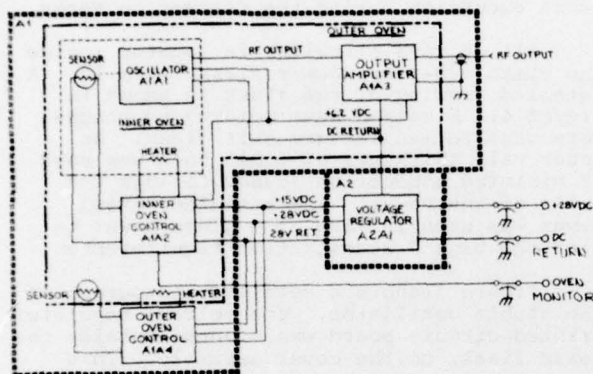 A1
OUTER OVEN
SENSOR
OSCILLATOR
A1A1
RF OUTPUT
OUTPUT
AMPLIFIER
A1A3
RF OUTPUT
INNER OVEN
HEATER
+6.2 VDC
DC RETURN
INNER
OVEN
CONTROL
A1A2
+15VDC
+28VDC
28V RET
A2
VOLTAGE
REGULATOR
A2A1
+28VDC
DC
RETURN
OVEN
MONITOR
SENSOR
HEATER
OUTER
OVEN
CONTROL
A1A4